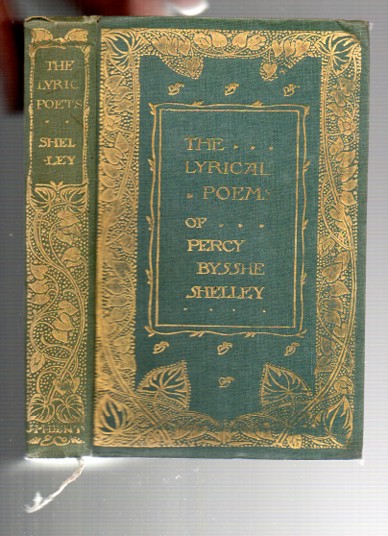 THE
LYRIC
POETS
SHEL
-LEY
J·M·DENT
THE
LYRICAL
POEMS
OF
PERCY
BYSSHE
SHELLEY